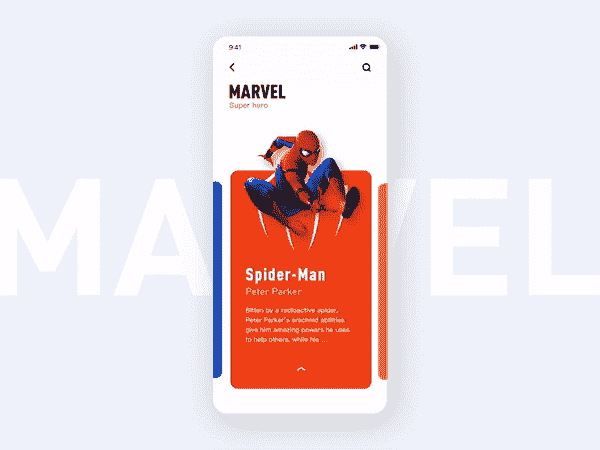 9:41
MARVEL
Super hero
MARVEL
Spider-Man
Peter Parker
Bitten by a radioactive spider,
Peter Parker's arachnid abilities
give him amazing powers he uses
to help others, while his ...